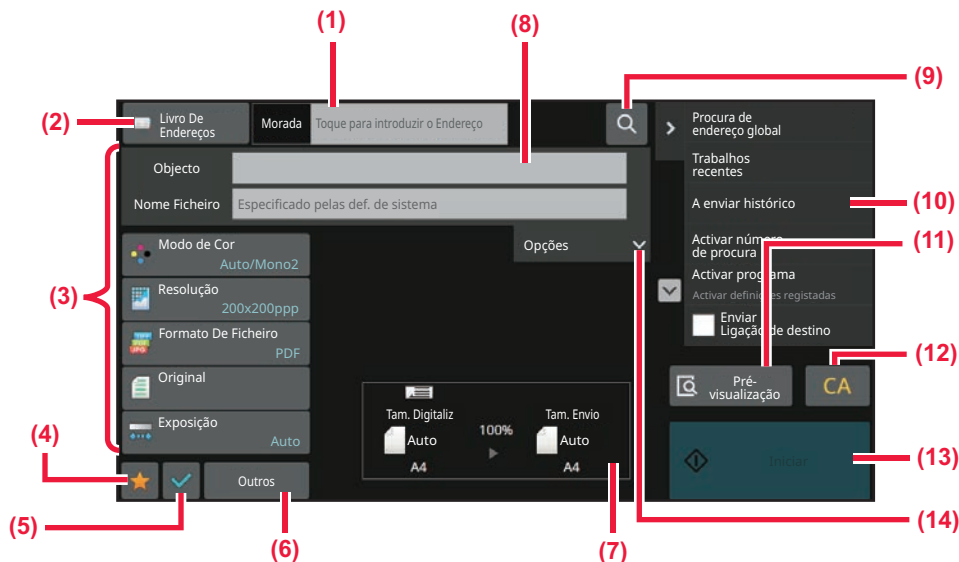 (1)
(8)
(9)
(2)
Livro De
Endereços
Morada
Toque para introduzir o Endereço
Procura de
endereço global
Objecto
Trabalhos
recentes
Nome Ficheiro
Especificado pelas def. de sistema
A enviar histórico
(10)
(11)
Opções
Activar número
de procura
Modo de Cor
Auto/Mono2
Activar programa
Activar definições registadas
(3)
Resolução
200x200ppp
Enviar
Ligação de destino
Formato De Ficheiro
PDF
(12)
Original
Pré-
visualização
CA
Exposição
Auto
Tam. Digitaliz
Auto
A4
100%
Tam. Envio
Auto
A4
(4)
Iniciar
(13)
Outros
(5)
(6)
(7)
(14)